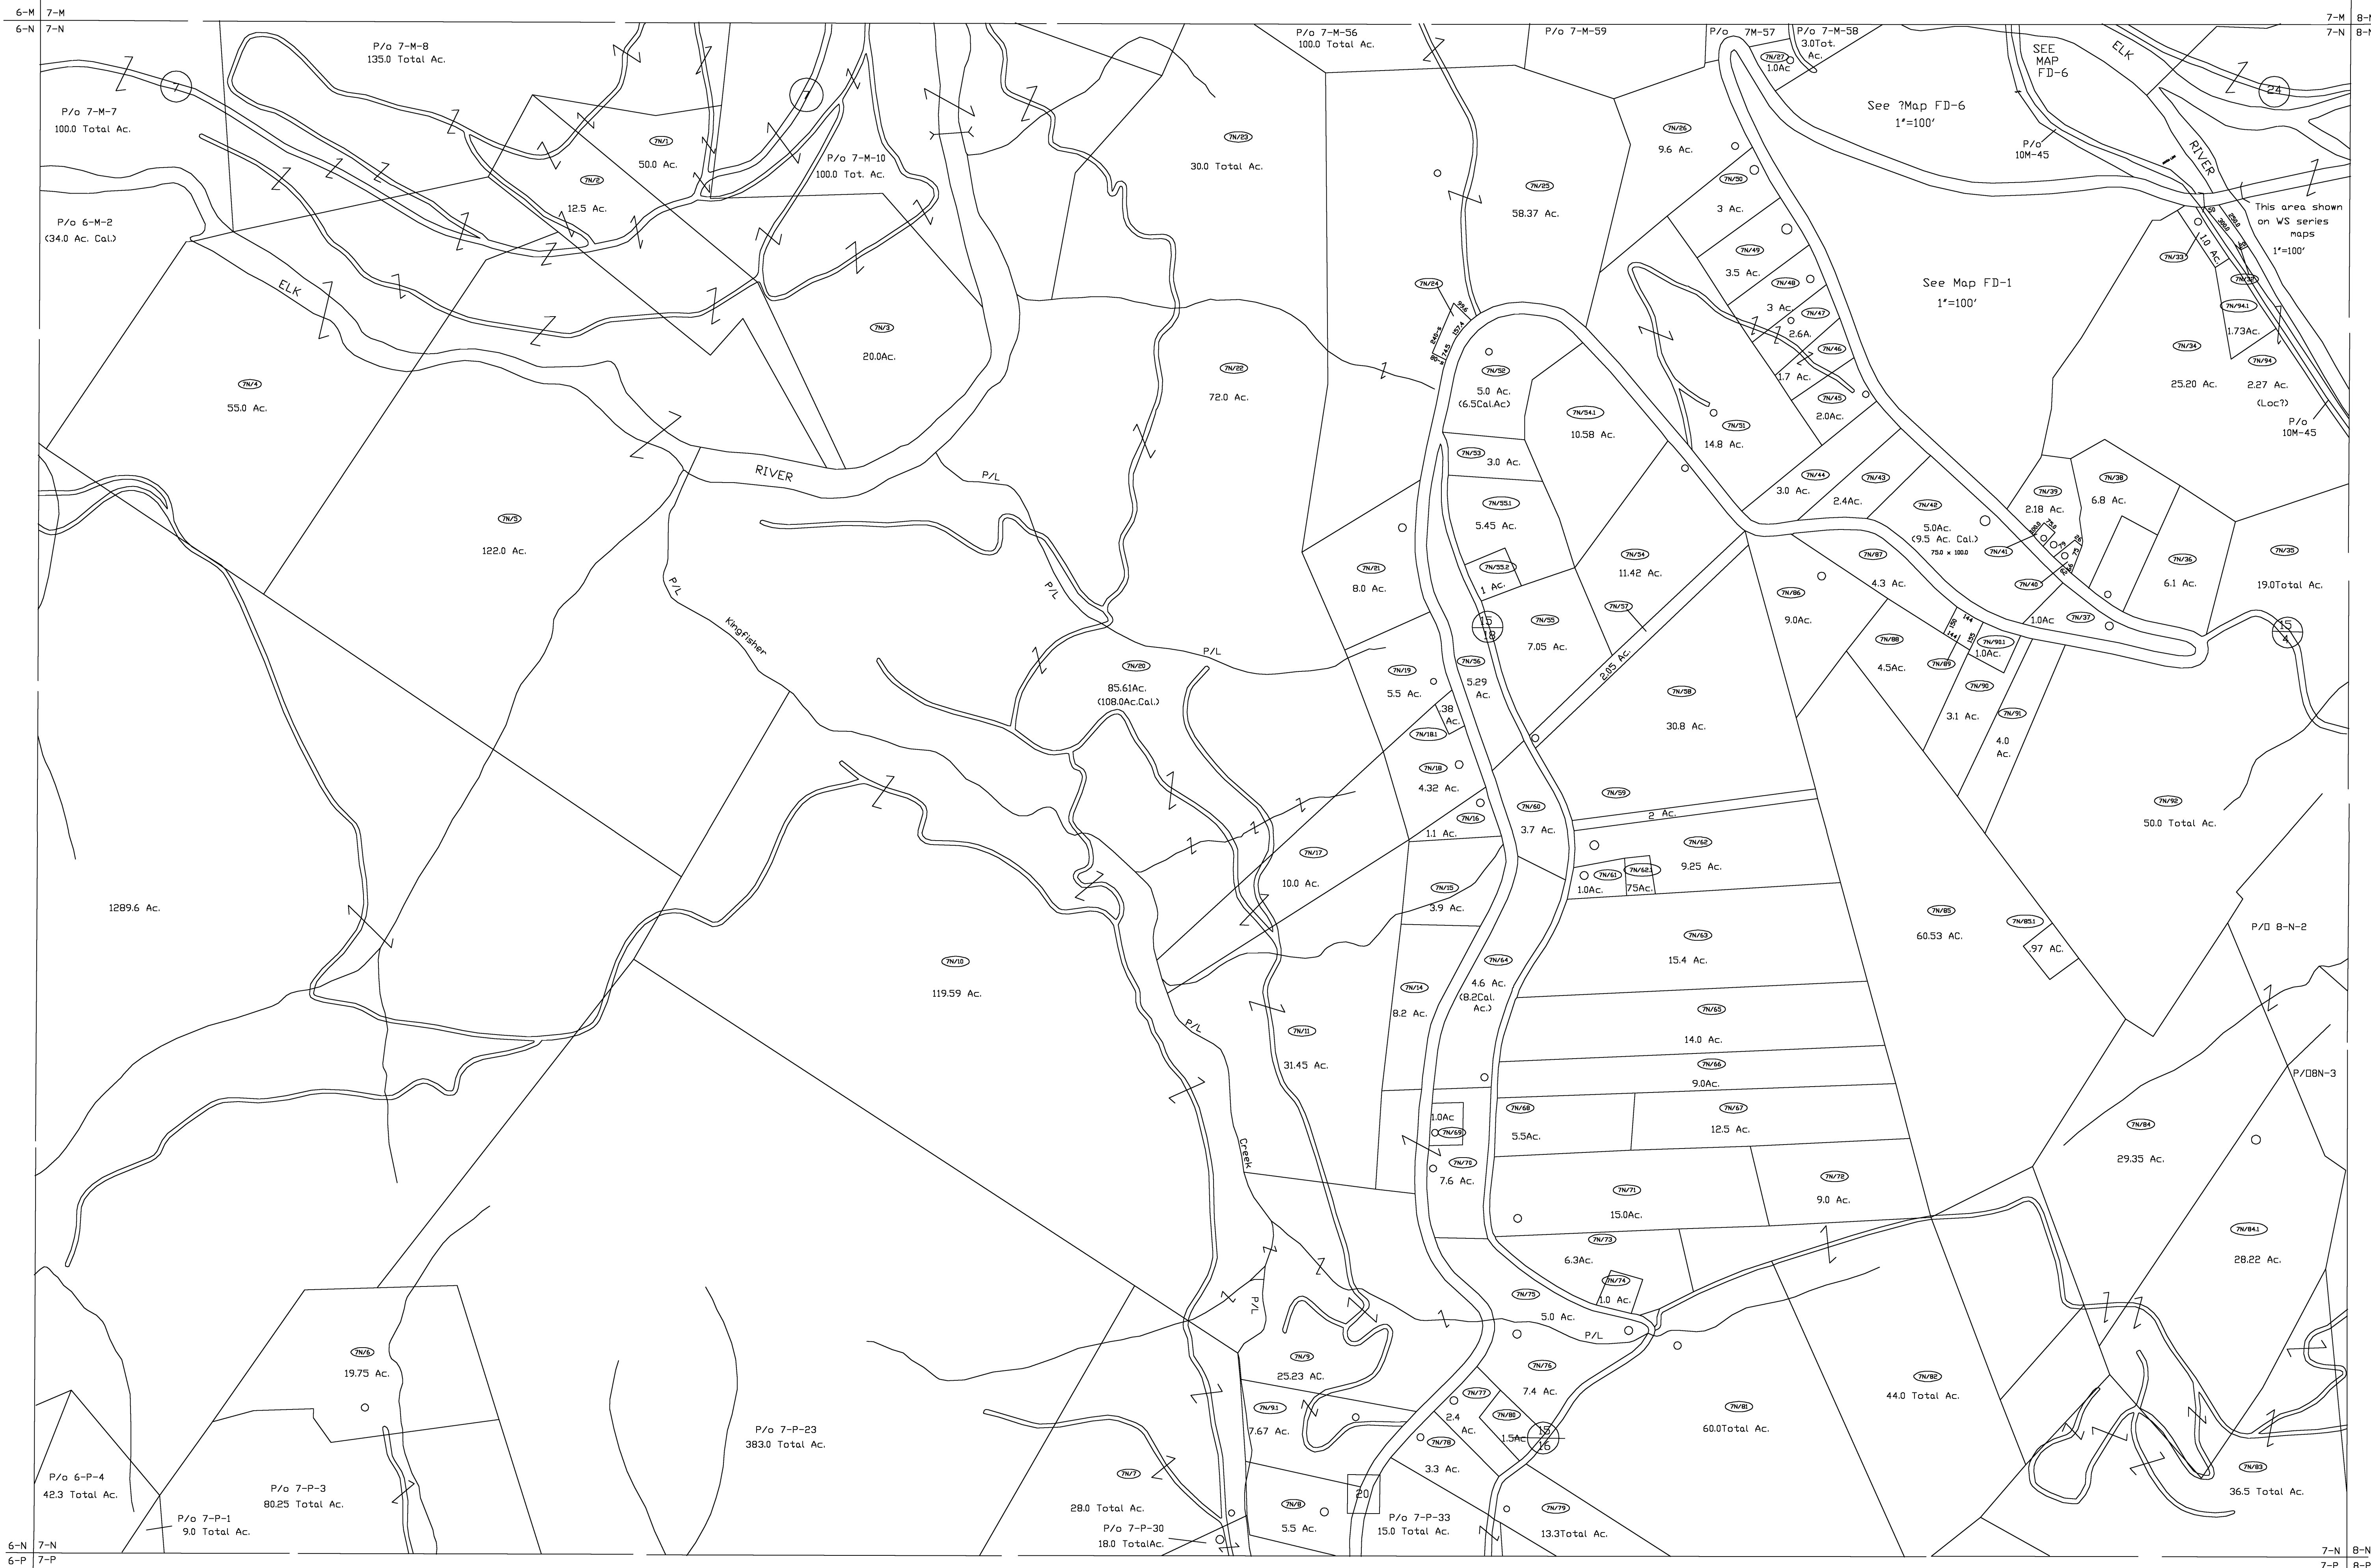 6-M 7-M
6-N 7-N
P/o 7-M-8
135.0 Total Ac.
7
P/o 7-M-7
100.0 Total Ac.
P/o 6-M-2
(34.0 Ac. Cal.)
ELK
7N/1
50.0 Ac.
7N/2
12.5 Ac.
7
P/o 7-M-10
100.0 Tot. Ac.
7N/3
20.0Ac.
7N/4
55.0 Ac.
7N/5
122.0 Ac.
RIVER
P/L
P/L
P/L
P/L
Kingfisher
7N/23
30.0 Total Ac.
7N/22
72.0 Ac.
P/o 7-M-56
100.0 Total Ac.
P/o 7-M-59
P/o 7M-57
P/o 7-M-58
3.0Tot.
Ac.
7N/27
1.0Ac
7N/26
9.6 Ac.
7N/25
58.37 Ac.
7N/24
99.6
157.4
74.5
7N/50
3 Ac.
7N/49
3.5 Ac.
7N/48
3 Ac.
7N/47
2.6A.
7N/46
1.7 Ac.
7N/45
2.0Ac.
7N/51
14.8 Ac.
7N/52
5.0 Ac.
(6.5Cal.Ac)
7N/54.1
10.58 Ac.
7N/53
3.0 Ac.
7N/55.1
5.45 Ac.
7N/55.2
1 Ac.
7N/54
11.42 Ac.
7N/57
2.05 Ac.
7N/55
7.05 Ac.
15
18
7N/21
8.0 Ac.
7N/20
85.61Ac.
(108.0Ac.Cal.)
7N/19
5.5 Ac.
7N/56
5.29
Ac.
.38
Ac.
7N/18.1
7N/18
4.32 Ac.
7N/16
1.1 Ac.
7N/17
10.0 Ac.
7N/15
3.9 Ac.
7N/14
8.2 Ac.
7N/11
31.45 Ac.
7N/10
119.59 Ac.
1289.6 Ac.
P/L
Creek
P/L
See ?Map FD-6
1"=100'
SEE
MAP
FD-6
ELK
24
7-M 8-M
7-N 8-N
P/o
10M-45
RIVER
This area shown
on WS series
maps
1"=100'
See Map FD-1
1"=100'
1.0 Ac.
7N/33
7N/32
7N/94.1
1.73Ac.
7N/34
25.20 Ac.
7N/94
2.27 Ac.
(Loc?)
P/o
10M-45
7N/44
3.0 Ac.
7N/43
2.4Ac.
7N/42
5.0Ac.
(9.5 Ac. Cal.)
75.0 x 100.0
7N/41
7N/39
2.18 Ac.
7N/38
6.8 Ac.
7N/40
1.0Ac
7N/37
7N/36
6.1 Ac.
7N/35
19.0Total Ac.
15
4
7N/87
4.3 Ac.
7N/86
9.0Ac.
7N/88
4.5Ac.
150
144
144
155
7N/89
7N/90.1
1.0Ac.
7N/90
3.1 Ac.
7N/91
4.0
Ac.
7N/58
30.8 Ac.
7N/59
2 Ac.
7N/60
3.7 Ac.
7N/62
9.25 Ac.
7N/61
1.0Ac.
7N/62.1
.75Ac.
7N/92
50.0 Total Ac.
7N/85
60.53 AC.
7N/85.1
.97 AC.
P/O 8-N-2
P/O8N-3
7N/63
15.4 Ac.
7N/64
4.6 Ac.
(8.2Cal.
Ac.)
7N/65
14.0 Ac.
7N/66
9.0Ac.
7N/68
5.5Ac.
7N/67
12.5 Ac.
1.0Ac
7N/69
7N/70
7.6 Ac.
7N/71
15.0Ac.
7N/72
9.0 Ac.
7N/73
6.3Ac.
7N/74
1.0 Ac.
7N/75
5.0 Ac.
P/L
7N/84
29.35 Ac.
7N/84.1
28.22 Ac.
7N/6
19.75 Ac.
P/o 6-P-4
42.3 Total Ac.
P/o 7-P-1
9.0 Total Ac.
P/o 7-P-3
80.25 Total Ac.
P/o 7-P-23
383.0 Total Ac.
7N/7
28.0 Total Ac.
P/o 7-P-30
18.0 TotalAc.
7N/9
25.23 AC.
7N/9.1
7.67 Ac.
7N/8
5.5 Ac.
20
P/o 7-P-33
15.0 Total Ac.
7N/76
7.4 Ac.
7N/77
2.4
Ac.
7N/80
1.5Ac
15
16
7N/78
3.3 Ac.
7N/79
13.3Total Ac.
7N/81
60.0Total Ac.
7N/82
44.0 Total Ac.
7N/83
36.5 Total Ac.
6-N 7-N
6-P 7-P
7-N 8-N
7-P 8-P